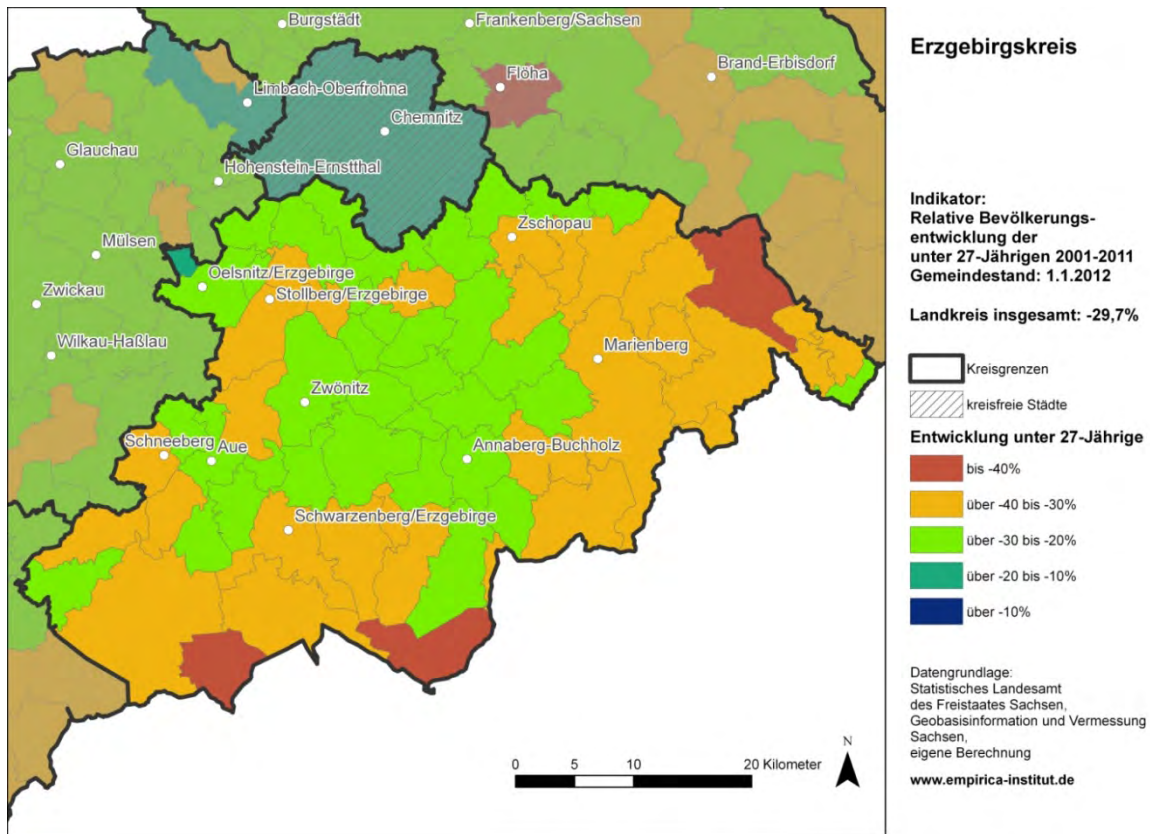 Burgstädt
Frankenberg/Sachsen
Brand-Erbisdorf
Flöha
Limbach-Oberfrohna
Chemnitz
Glauchau
Hohenstein-Ernstthal
Zschopau
Mülsen
Oelsnitz/Erzgebirge
Stollberg/Erzgebirge
Zwickau
Wilkau-Haßlau
Marienberg
Zwönitz
Schneeberg
Aue
Annaberg-Buchholz
Schwarzenberg/Erzgebirge
N
0 5 10 20 Kilometer
Erzgebirgskreis
Indikator:
Relative Bevölkerungs-
entwicklung der
unter 27-Jährigen 2001-2011
Gemeindestand: 1.1.2012
Landkreis insgesamt: -29,7%
Kreisgrenzen
kreisfreie Städte
Entwicklung unter 27-Jährige
bis -40%
über -40 bis -30%
über -30 bis -20%
über -20 bis -10%
über -10%
Datengrundlage:
Statistisches Landesamt
des Freistaates Sachsen,
Geobasisinformation und Vermessung
Sachsen,
eigene Berechnung
www.empirica-institut.de